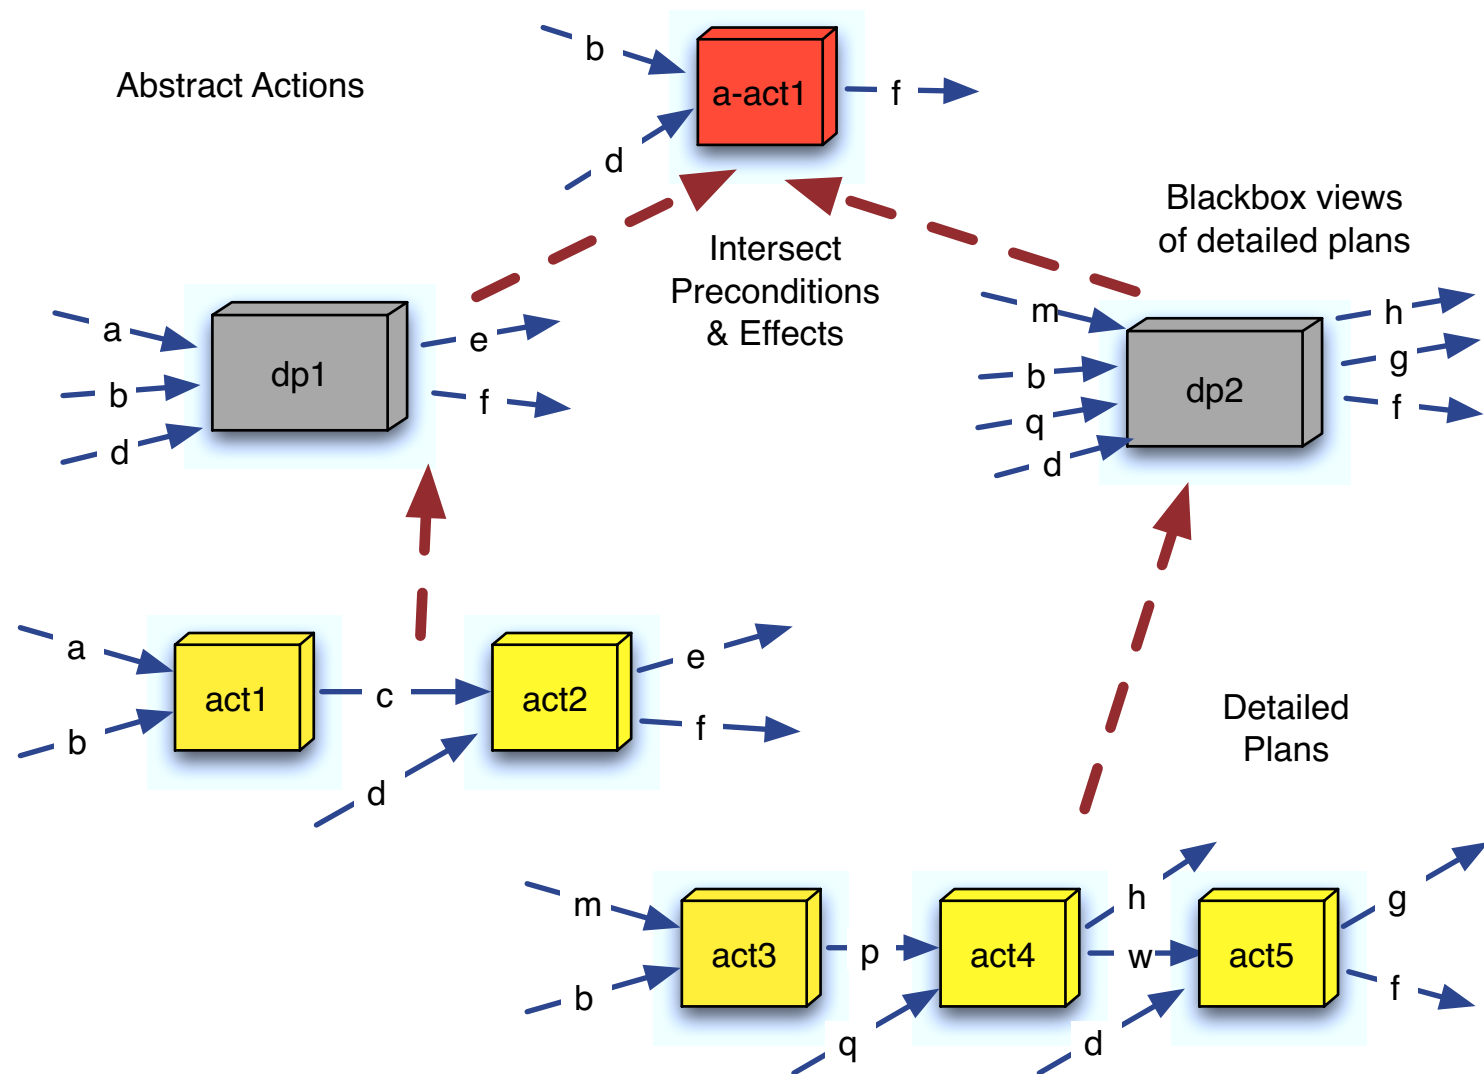 b
Abstract Actions
a-act1
f
d
Blackbox views
of detailed plans
Intersect
Preconditions
& Effects
a
e
b
dp1
f
d
m
h
b
g
dp2
q
f
d
a
e
act1
c
act2
b
f
d
Detailed
Plans
m
h
g
act3
p
act4
w
act5
b
f
q
d